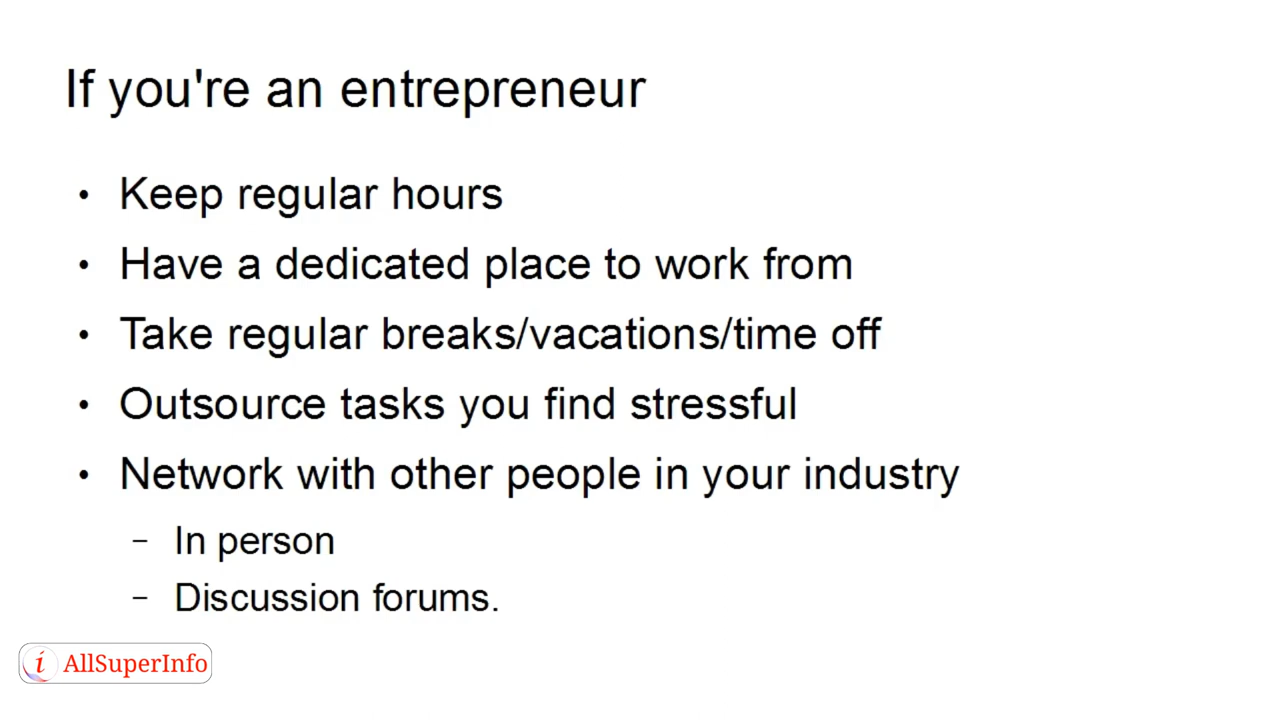 If you're an entrepreneur
• Keep regular hours
• Have a dedicated place to work from
• Take regular breaks/vacations/time off
• Outsource tasks you find stressful
• Network with other people in your industry
– In person
– Discussion forums.
i AllSuperInfo